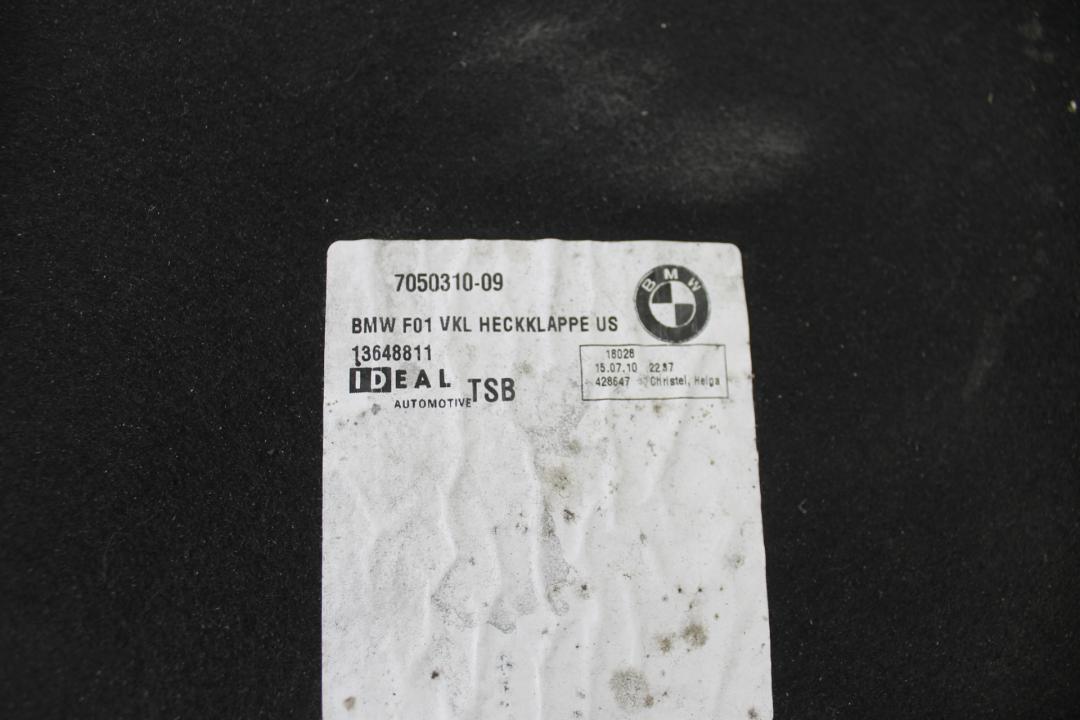 7050310-09
BMW
BMW F01 VKL HECKKLAPPE US
13648811
IDEAL
AUTOMOTIVE TSB
18028
15.07.10 22:37
428647 Christel, Helga